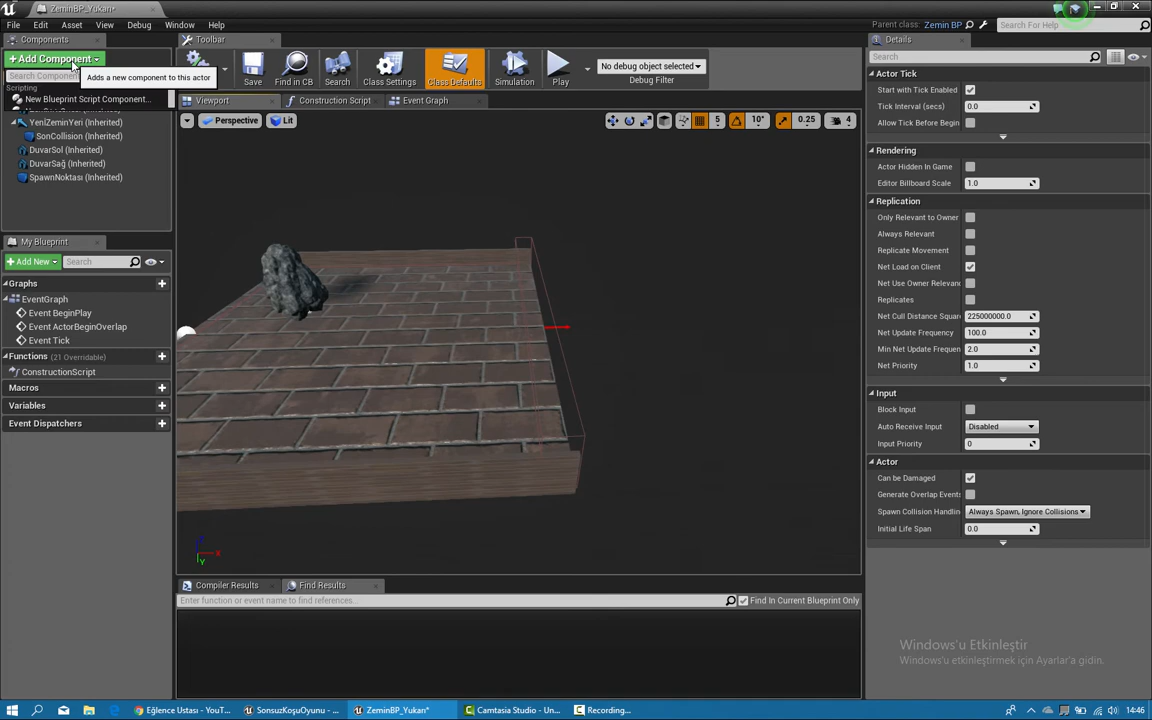 ZeminBP_Yukarı*
File Edit Asset View Debug Window Help
Parent class: Zemin BP
Search For Help
Components
Toolbar
Details
+Add Component
Search Component
Adds a new component to this actor
Scripting
New Blueprint Script Component...
YeniZeminYeri (Inherited)
SonCollision (Inherited)
DuvarSol (Inherited)
DuvarSağ (Inherited)
SpawnNoktası (Inherited)
Save
Find in CB
Search
Class Settings
Class Defaults
Simulation
Play
No debug object selected
Debug Filter
Viewport
Construction Script
Event Graph
Perspective
Lit
5
10°
0.25
4
My Blueprint
+Add New
Search
Graphs
EventGraph
Event BeginPlay
Event ActorBeginOverlap
Event Tick
Functions (21 Overridable)
ConstructionScript
Macros
Variables
Event Dispatchers
X
Y
Compiler Results
Find Results
Enter function or event name to find references...
Find In Current Blueprint Only
Search
Actor Tick
Start with Tick Enabled
Tick Interval (secs) 0.0
Allow Tick Before Begin
Rendering
Actor Hidden In Game
Editor Billboard Scale 1.0
Replication
Only Relevant to Owner
Always Relevant
Replicate Movement
Net Load on Client
Net Use Owner Relevanc
Replicates
Net Cull Distance Square 225000000.0
Net Update Frequency 100.0
Min Net Update Frequen 2.0
Net Priority 1.0
Input
Block Input
Auto Receive Input Disabled
Input Priority 0
Actor
Can be Damaged
Generate Overlap Events
Spawn Collision Handlin Always Spawn, Ignore Collisions
Initial Life Span 0.0
Windows'u Etkinleştir
Windows'u etkinleştirmek için Ayarlar'a gidin.
Eğlence Ustası - YouT...
SonsuzKoşuOyunu - ...
ZeminBP_Yukarı*
Camtasia Studio - Un...
Recording...
14:46